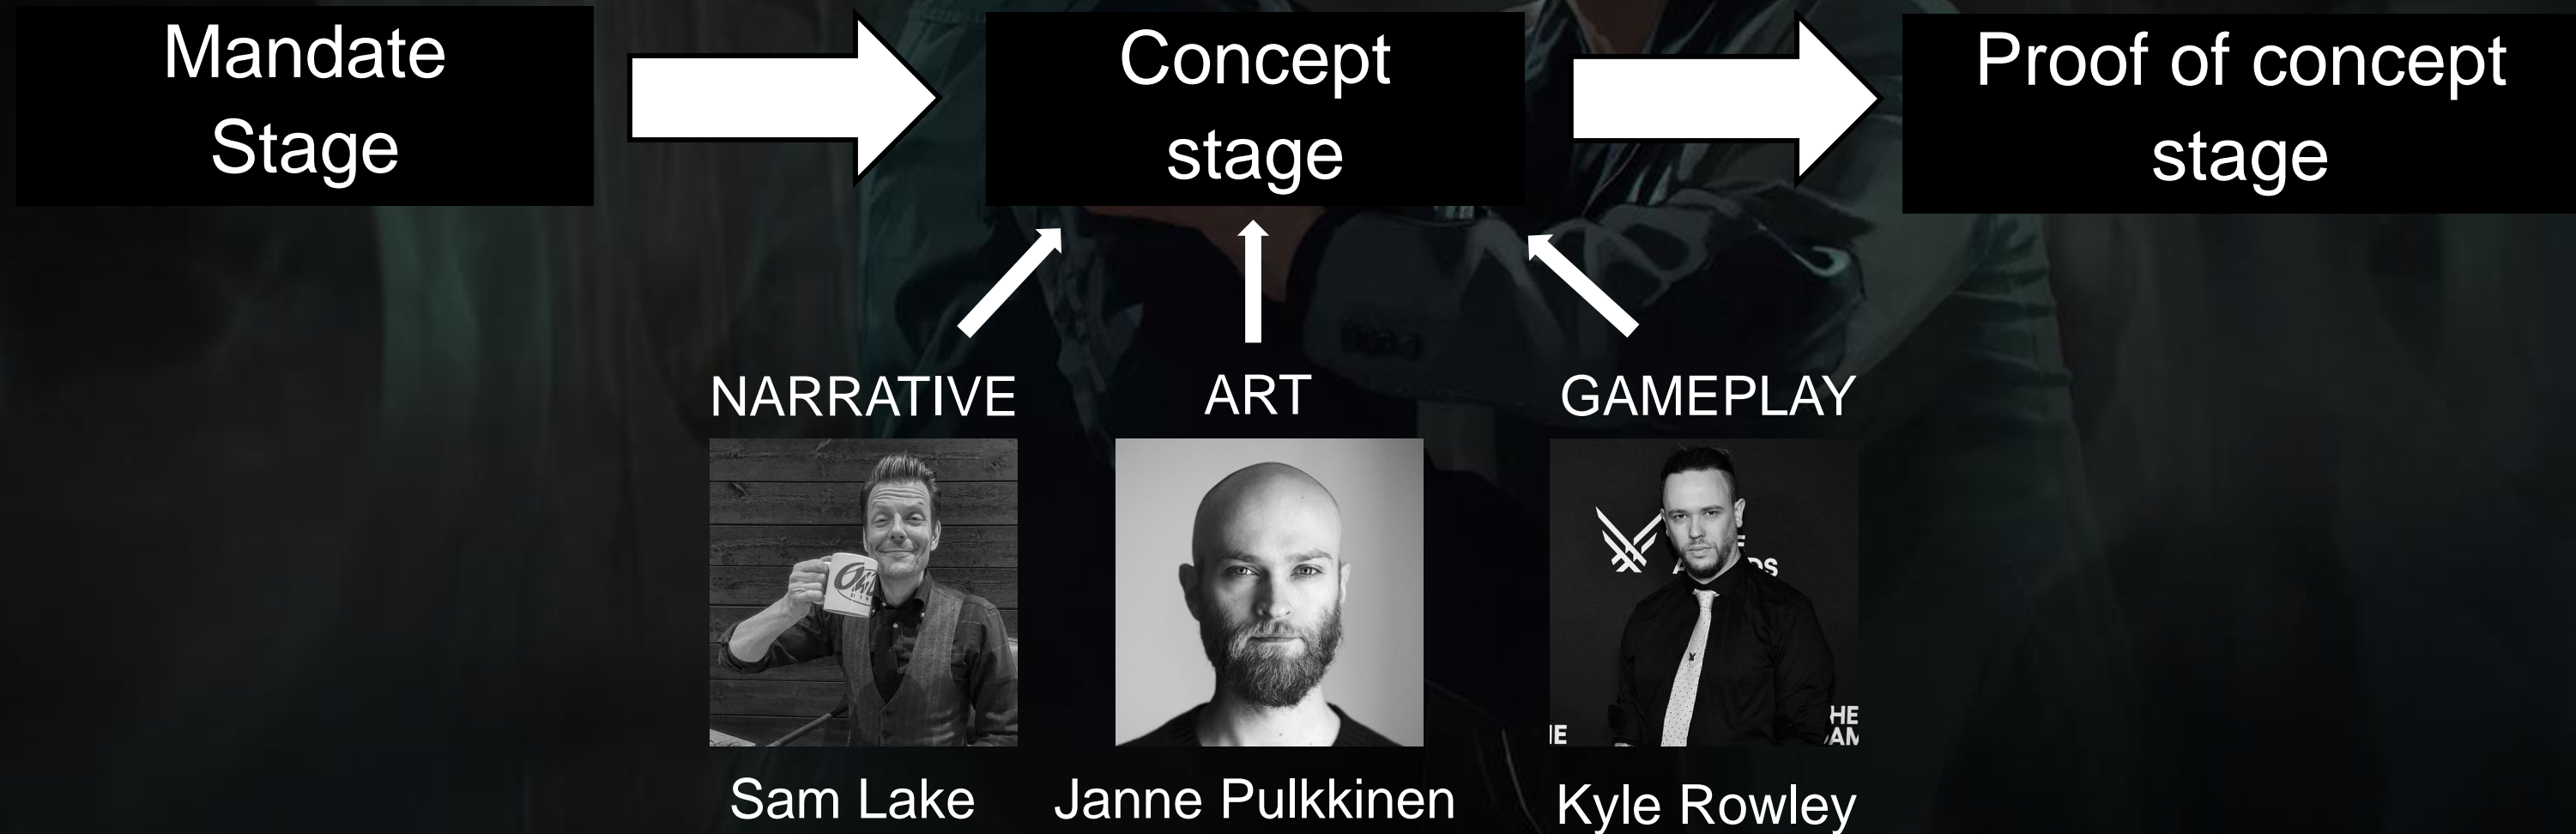 Mandate
Stage
Concept
stage
Proof of concept
stage
NARRATIVE
ART
GAMEPLAY
Sam Lake
Janne Pulkkinen
Kyle Rowley